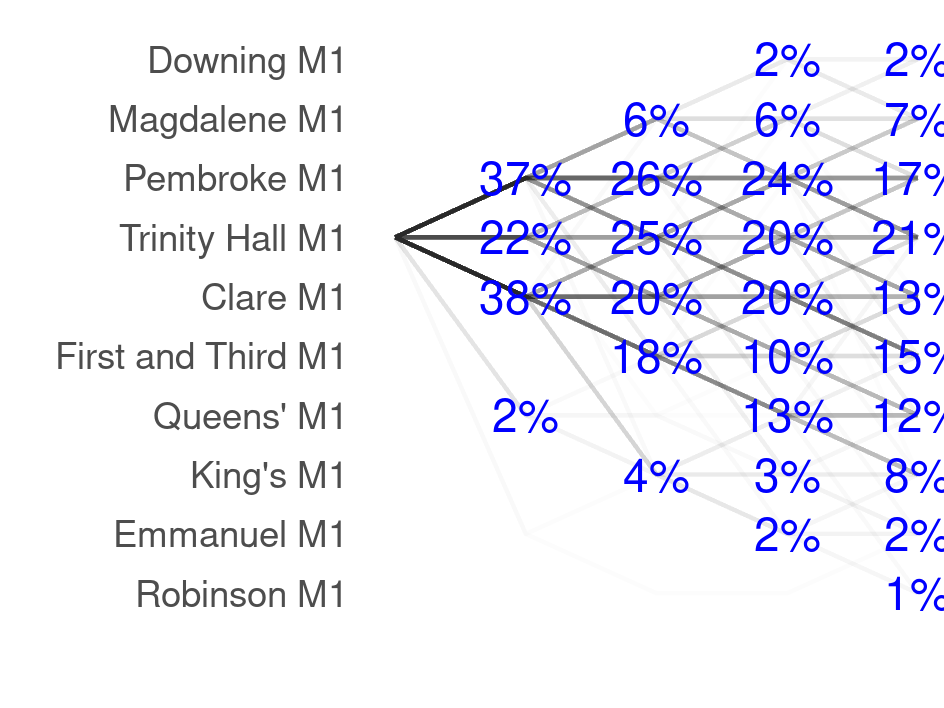 Downing M1 2% 2%
Magdalene M1 6% 6% 7%
Pembroke M1 37% 26% 24% 17%
Trinity Hall M1 22% 25% 20% 21%
Clare M1 38% 20% 20% 13%
First and Third M1 18% 10% 15%
Queens' M1 2% 13% 12%
King's M1 4% 3% 8%
Emmanuel M1 2% 2%
Robinson M1 1%